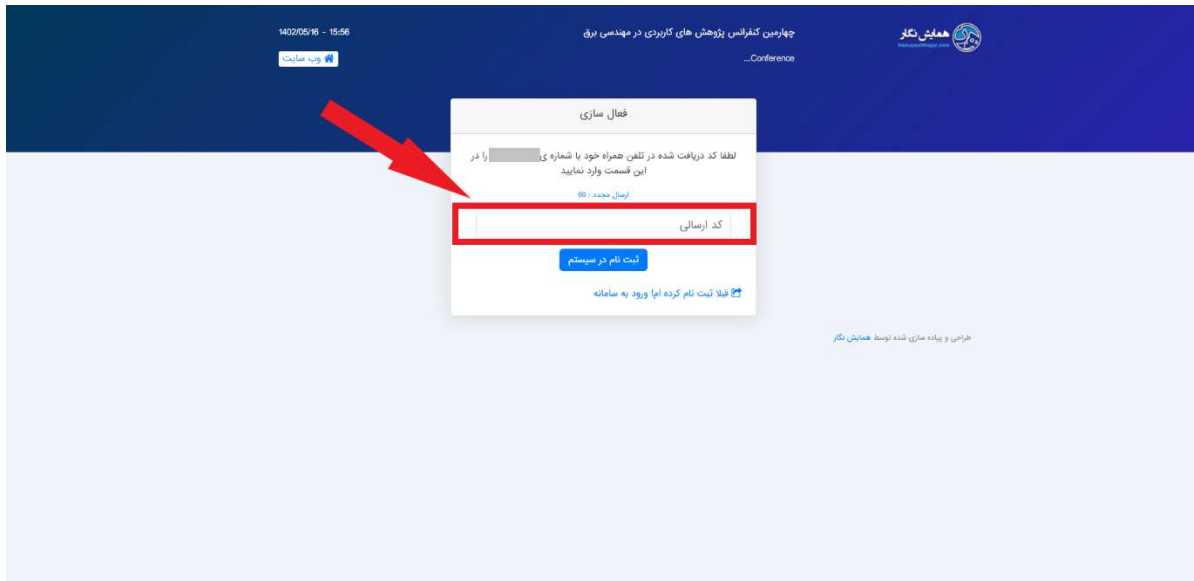 همایش نگار
چهارمین کنفرانس پژوهش های کاربردی در مهندسی برق
1402/05/16 - 15:56
Conference...
وب سایت
فعال سازی
لطفا کد دریافت شده در تلفن همراه خود با شماره ی را در
این قسمت وارد نمایید
ارسال مجدد : 60
کد ارسالی
ثبت نام در سیستم
قبلا ثبت نام کرده ام! ورود به سامانه
طراحی و پیاده سازی شده توسط همایش نگار